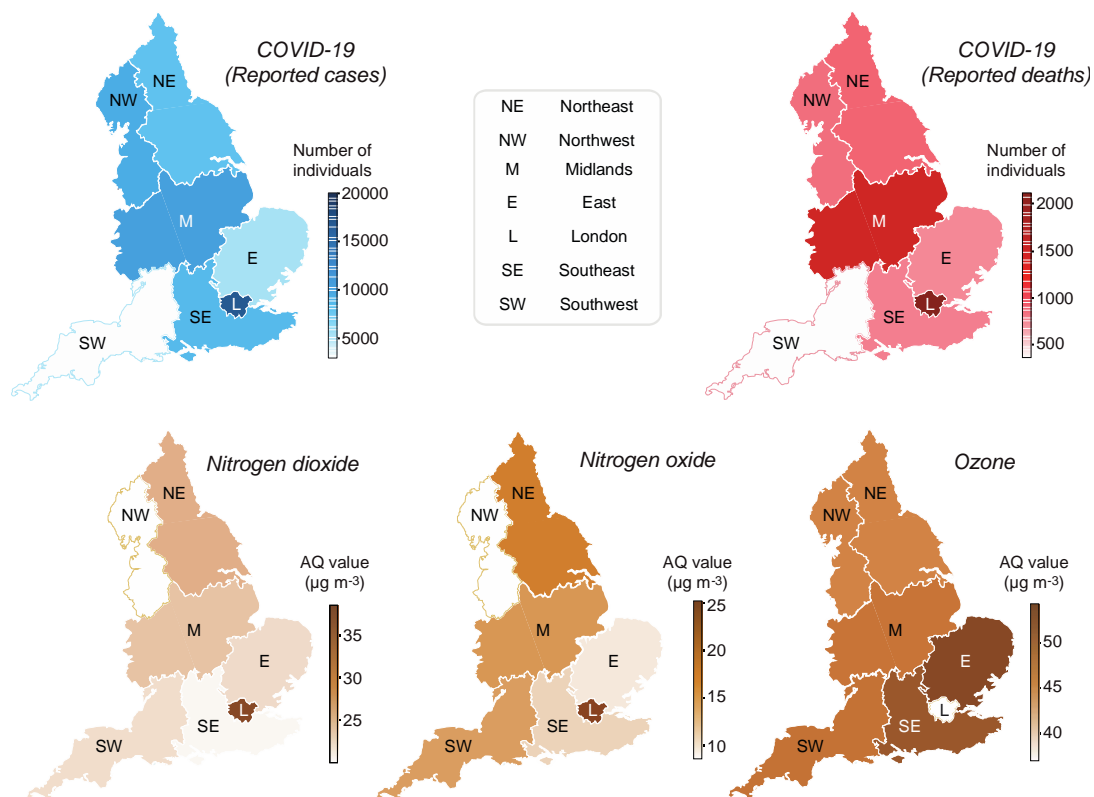 COVID-19
(Reported cases)
NE
NW
M
E
L
SE
SW
Number of
individuals
20000
15000
10000
5000
NE Northeast
NW Northwest
M Midlands
E East
L London
SE Southeast
SW Southwest
COVID-19
(Reported deaths)
NE
NW
M
E
L
SE
SW
Number of
individuals
2000
1500
1000
500
Nitrogen dioxide
NE
NW
M
E
L
SE
SW
AQ value
(µg m-3)
35
30
25
Nitrogen oxide
NE
NW
M
E
L
SE
SW
AQ value
(µg m-3)
25
20
15
10
Ozone
NE
NW
M
E
L
SE
SW
AQ value
(µg m-3)
50
45
40